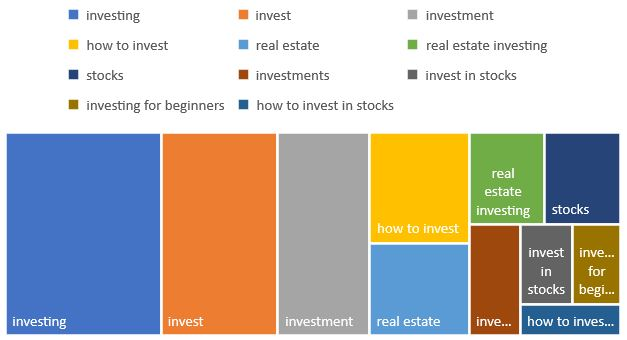 investing
invest
investment
how to invest
real estate
real estate investing
stocks
investments
invest in stocks
investing for beginners
how to invest in stocks
investing
invest
investment
how to invest
real estate
real
estate
investing
stocks
inve...
invest
in
stocks
inve...
for
begi...
how to inves...